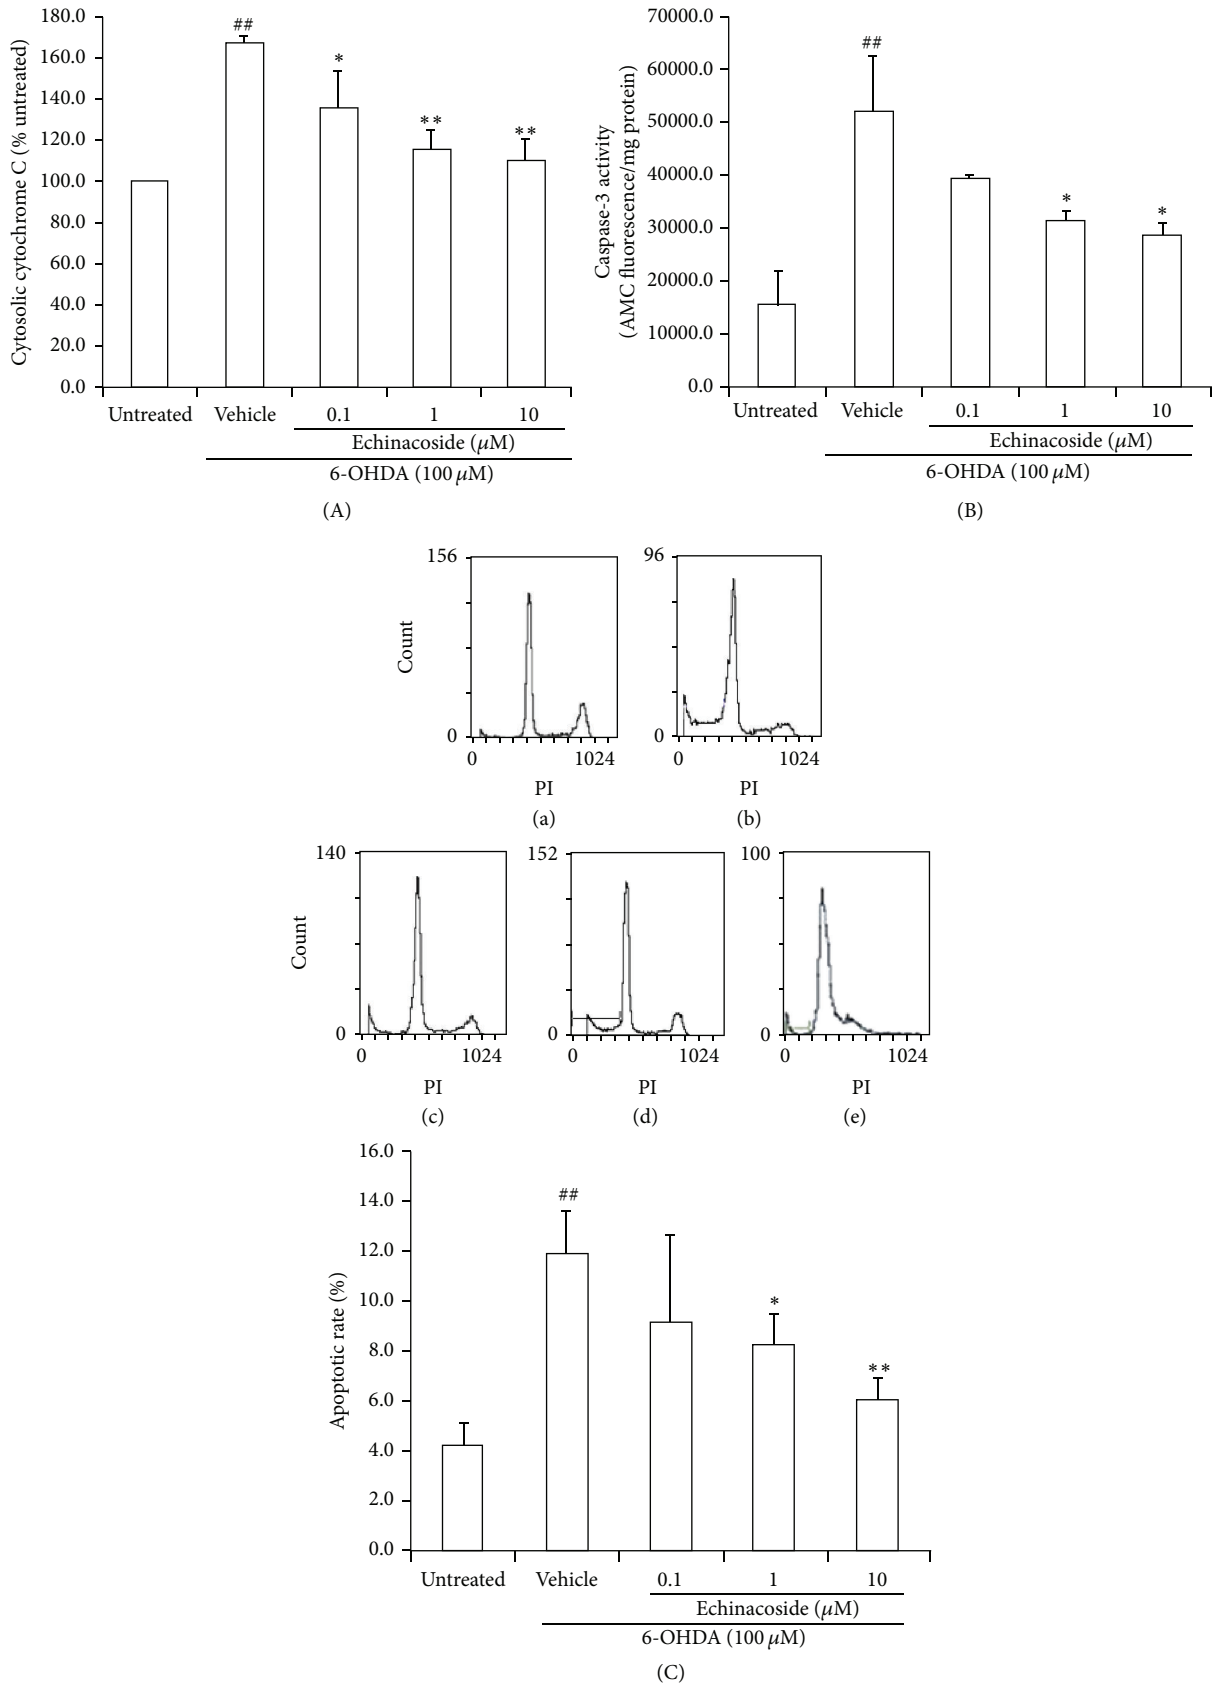 180.0
160.0
140.0
120.0
100.0
80.0
60.0
40.0
20.0
0.0
Cytosolic cytochrome C (% untreated)
##
*
**
**
Untreated Vehicle 0.1 1 10
Echinacoside (μM)
6-OHDA (100 μM)
(A)
70000.0
60000.0
50000.0
40000.0
30000.0
20000.0
10000.0
0.0
Caspase-3 activity
(AMC fluorescence/mg protein)
##
*
*
Untreated Vehicle 0.1 1 10
Echinacoside (μM)
6-OHDA (100 μM)
(B)
156
Count
0
0 1024
PI
(a)
96
0
0 1024
PI
(b)
140
Count
0
0 1024
PI
(c)
152
0
0 1024
PI
(d)
100
0
0 1024
PI
(e)
16.0
14.0
12.0
10.0
8.0
6.0
4.0
2.0
0.0
Apoptotic rate (%)
##
*
**
Untreated Vehicle 0.1 1 10
Echinacoside (μM)
6-OHDA (100 μM)
(C)